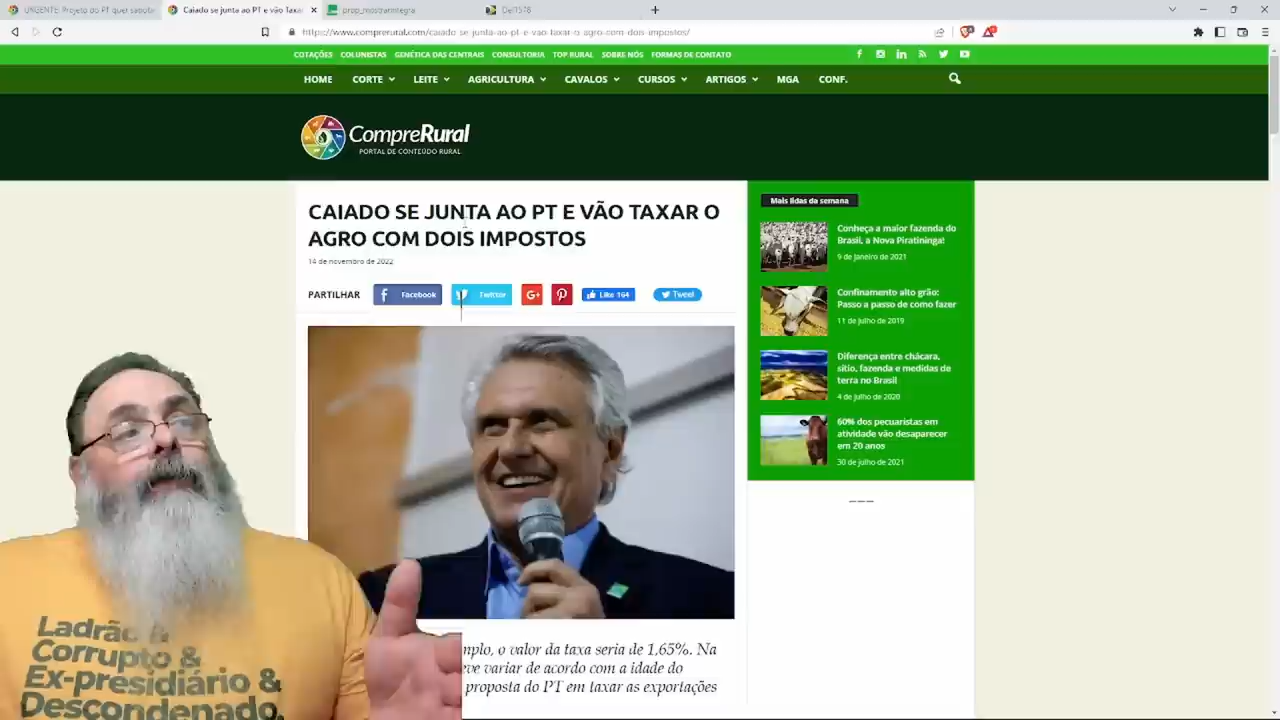 URGENTE: Projeto do PT quer sabotar
Caiado se junta ao PT e vão Taxar
prop_mostrarintegra
Del1578
https://www.comprerural.com/caiado-se-junta-ao-pt-e-vao-taxar-o-agro-com-dois-impostos/
COTAÇÕES COLUNISTAS GENÉTICA DAS CENTRAIS CONSULTORIA TOP RURAL SOBRE NÓS FORMAS DE CONTATO
HOME CORTE LEITE AGRICULTURA CAVALOS CURSOS ARTIGOS MGA CONF.
CompreRural
PORTAL DE CONTEÚDO RURAL
CAIADO SE JUNTA AO PT E VÃO TAXAR O
AGRO COM DOIS IMPOSTOS
14 de novembro de 2022
PARTILHAR Facebook Twitter G+ Like 164 Tweet
mplo, o valor da taxa seria de 1,65%. Na
eve variar de acordo com a idade do
proposta do PT em taxar as exportações
Mais lidas da semana
Conheça a maior fazenda do
Brasil, a Nova Piratininga!
9 de janeiro de 2021
Confinamento alto grão:
Passo a passo de como fazer
11 de julho de 2019
Diferença entre chácara,
sítio, fazenda e medidas de
terra no Brasil
4 de julho de 2020
60% dos pecuaristas em
atividade vão desaparecer
em 20 anos
30 de julho de 2021
Ladrão &
Corrupto &
Ex-presidiário &
Descondenado.